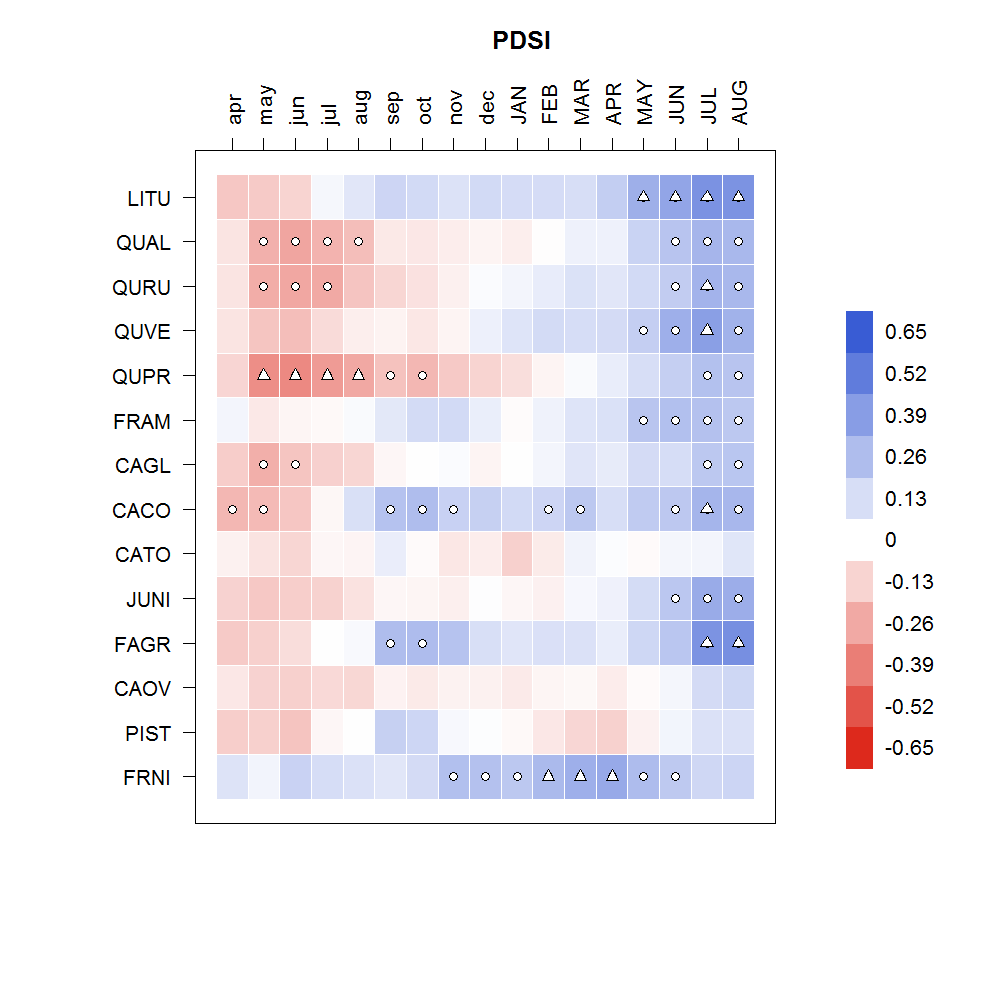 PDSI
apr may jun jul aug sep oct nov dec JAN FEB MAR APR MAY JUN JUL AUG
LITU
QUAL
QURU
QUVE
QUPR
FRAM
CAGL
CACO
CATO
JUNI
FAGR
CAOV
PIST
FRNI
0.65
0.52
0.39
0.26
0.13
0
-0.13
-0.26
-0.39
-0.52
-0.65